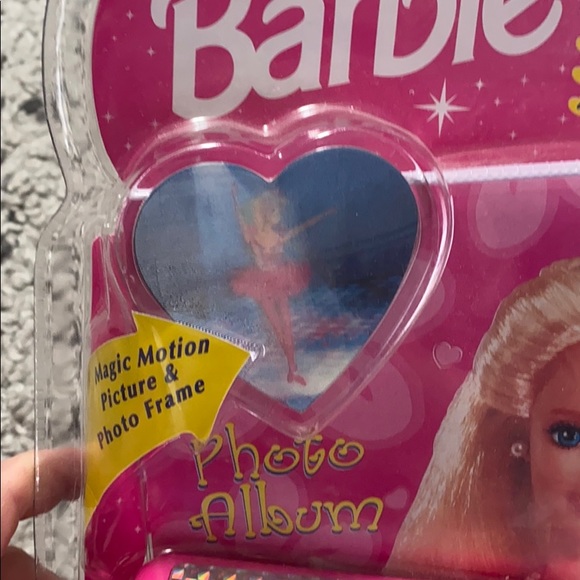 Barbie
Magic Motion
Picture &
Photo Frame
Photo
Album